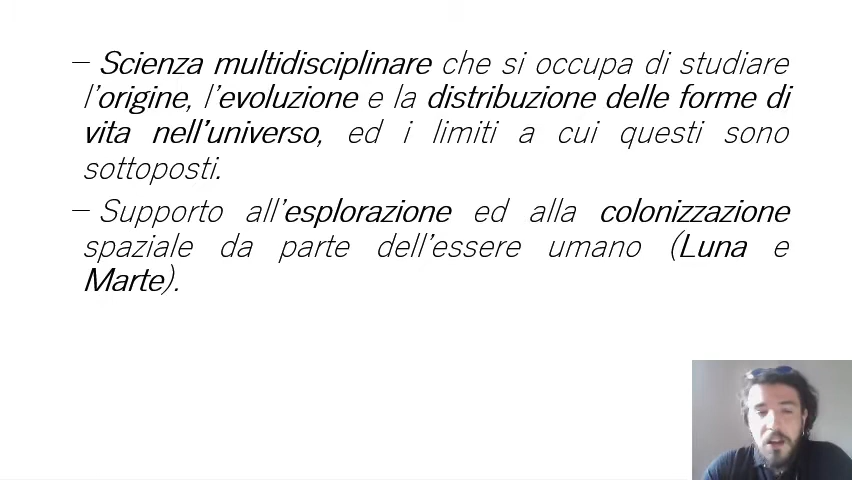 – Scienza multidisciplinare che si occupa di studiare
l'origine, l'evoluzione e la distribuzione delle forme di
vita nell'universo, ed i limiti a cui questi sono
sottoposti.
– Supporto all'esplorazione ed alla colonizzazione
spaziale da parte dell'essere umano (Luna e
Marte).